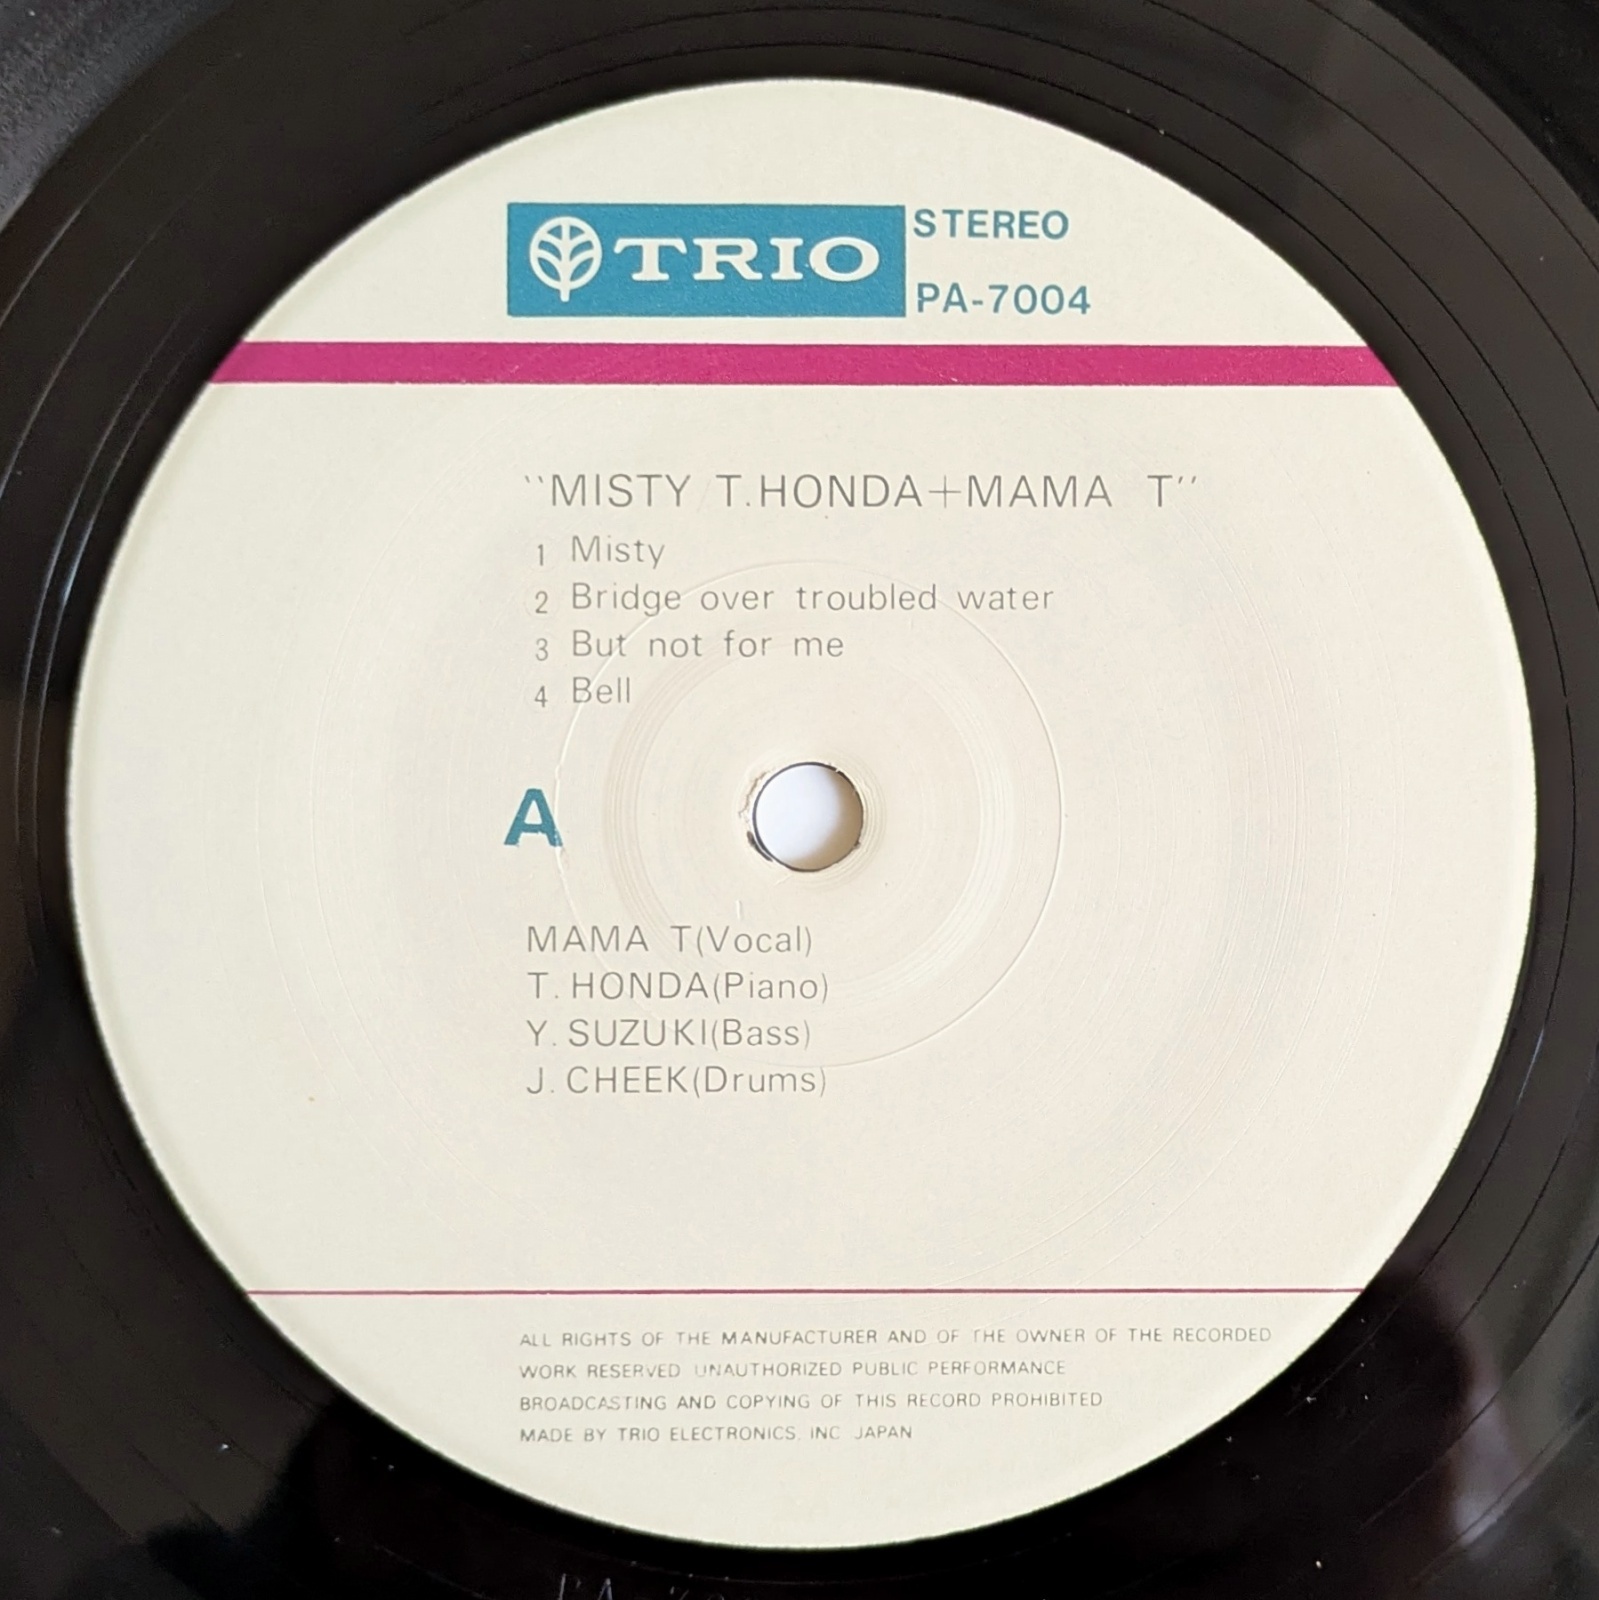 TRIO
STEREO
PA-7004
"MISTY T.HONDA+MAMA T"
1 Misty
2 Bridge over troubled water
3 But not for me
4 Bell
A
MAMA T(Vocal)
T. HONDA(Piano)
Y. SUZUKI(Bass)
J. CHEEK(Drums)
ALL RIGHTS OF THE MANUFACTURER AND OF THE OWNER OF THE RECORDED
WORK RESERVED UNAUTHORIZED PUBLIC PERFORMANCE
BROADCASTING AND COPYING OF THIS RECORD PROHIBITED
MADE BY TRIO ELECTRONICS, INC JAPAN